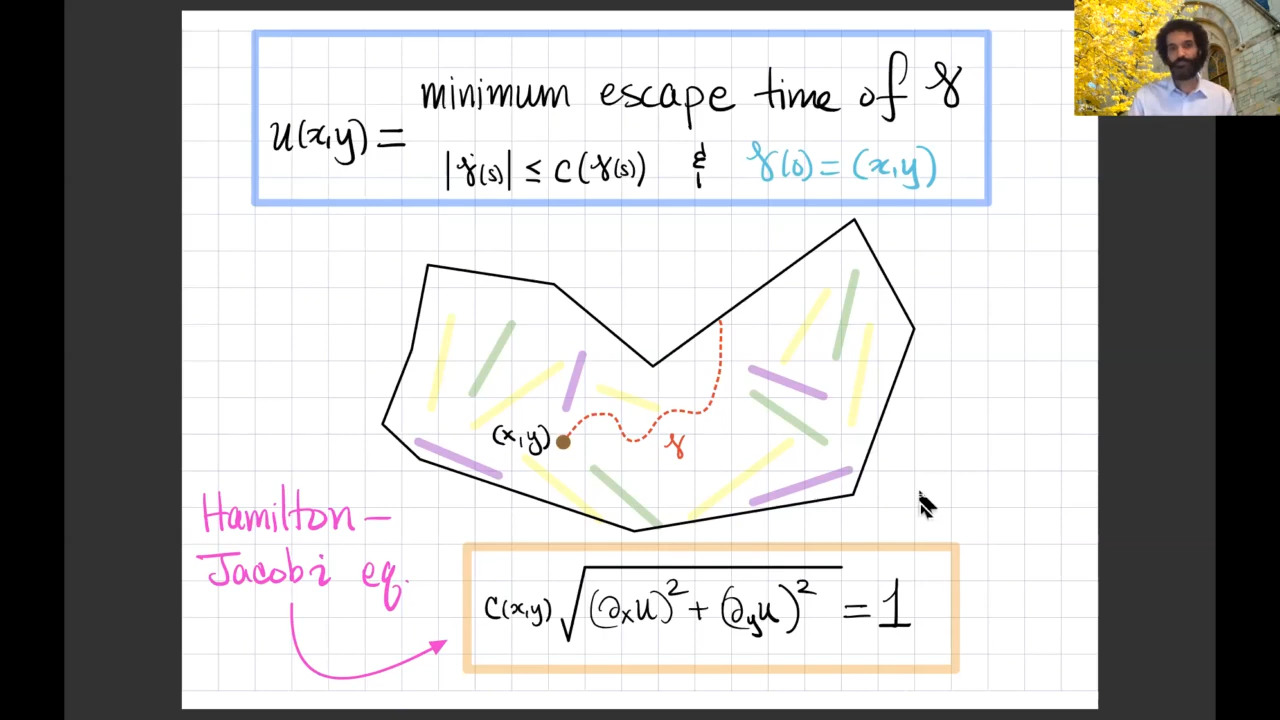 minimum escape time of γ
u(x,y) =
|γ̇(s)| ≤ c(γ(s)) & γ(0) = (x,y)
(x,y)
γ
Hamilton-
Jacobi eq.
c(x,y) √(∂ₓu)² + (∂ᵧu)² = 1